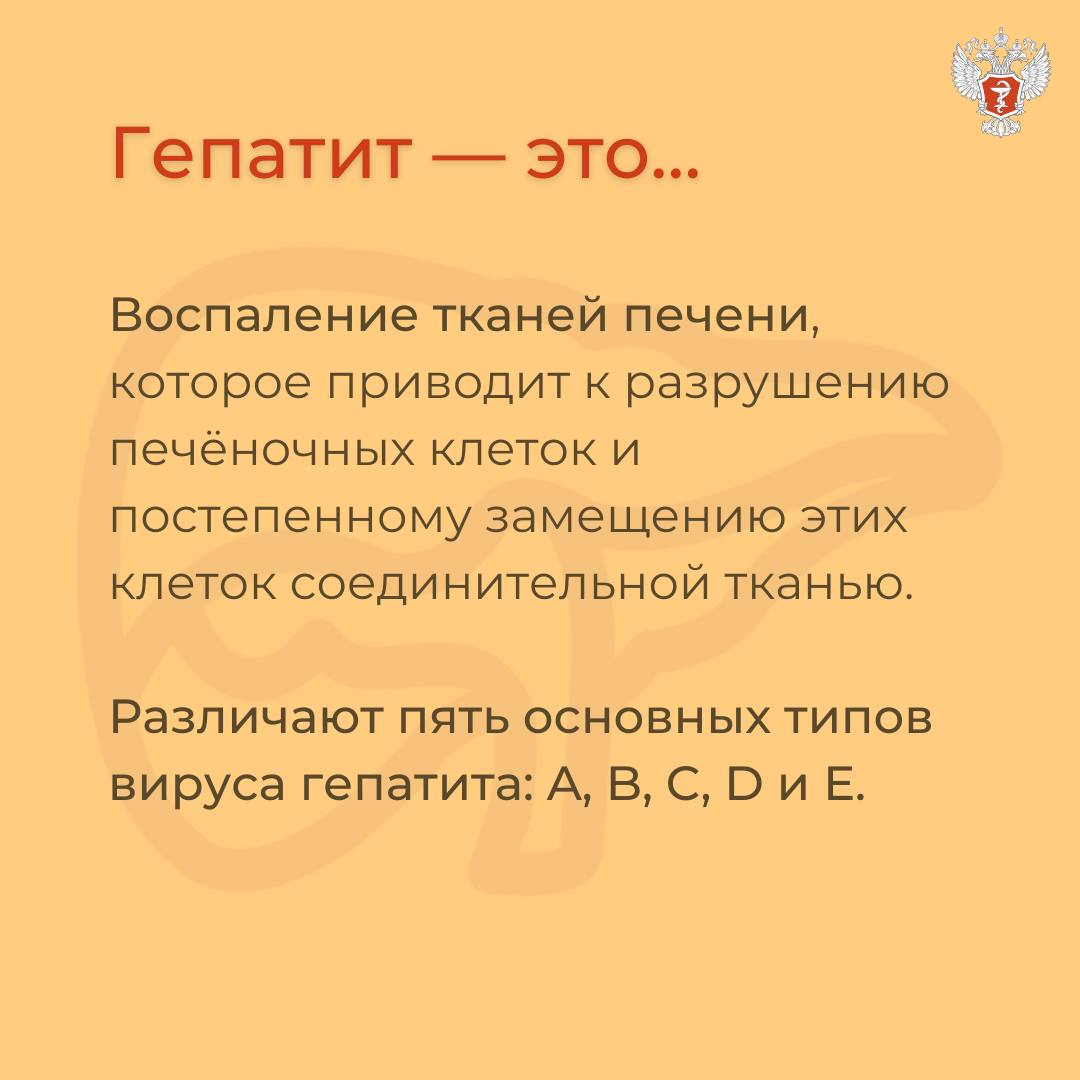 Гепатит — это...
Воспаление тканей печени,
которое приводит к разрушению
печёночных клеток и
постепенному замещению этих
клеток соединительной тканью.
Различают пять основных типов
вируса гепатита: A, B, C, D и E.